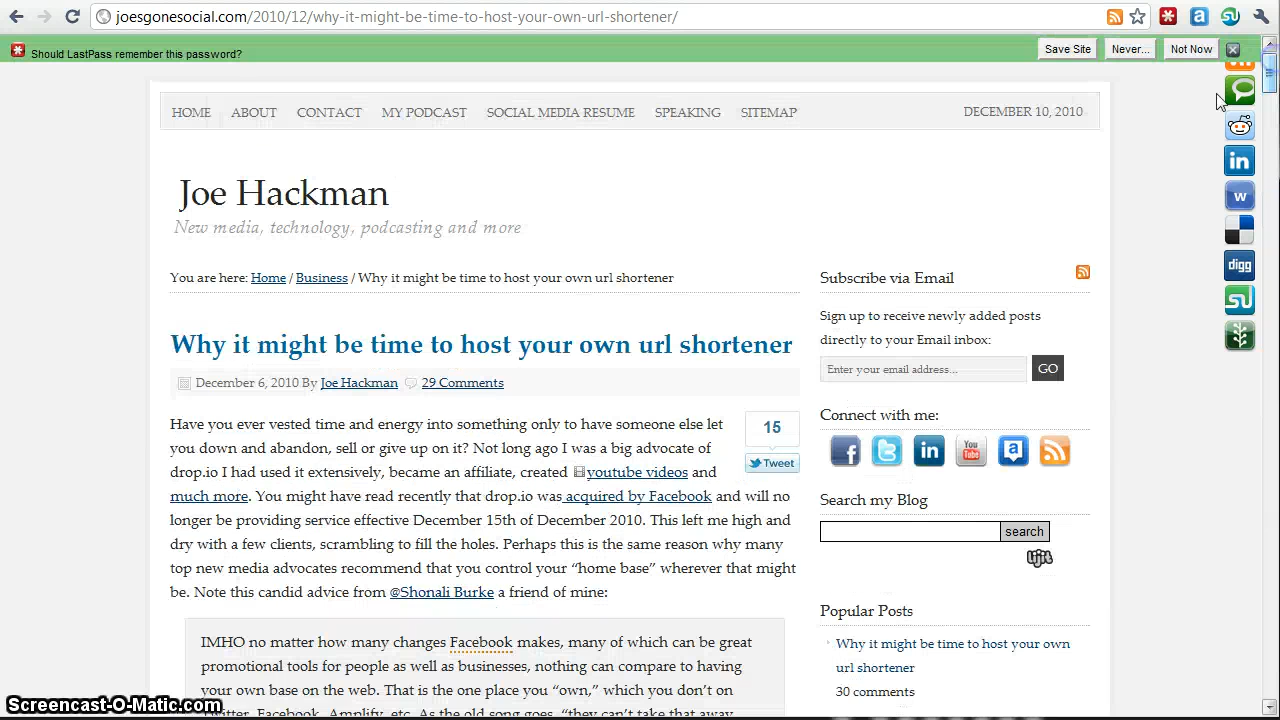 joesgonesocial.com/2010/12/why-it-might-be-time-to-host-your-own-url-shortener/
Should LastPass remember this password?
Save Site
Never...
Not Now
HOME ABOUT CONTACT MY PODCAST SOCIAL MEDIA RESUME SPEAKING SITEMAP
DECEMBER 10, 2010
Joe Hackman
New media, technology, podcasting and more
You are here: Home / Business / Why it might be time to host your own url shortener
Why it might be time to host your own url shortener
December 6, 2010 By Joe Hackman 29 Comments
15
Tweet
Have you ever vested time and energy into something only to have someone else let
you down and abandon, sell or give up on it? Not long ago I was a big advocate of
drop.io I had used it extensively, became an affiliate, created youtube videos and
much more. You might have read recently that drop.io was acquired by Facebook and will no
longer be providing service effective December 15th of December 2010. This left me high and
dry with a few clients, scrambling to fill the holes. Perhaps this is the same reason why many
top new media advocates recommend that you control your “home base” wherever that might
be. Note this candid advice from @Shonali Burke a friend of mine:
IMHO no matter how many changes Facebook makes, many of which can be great
promotional tools for people as well as businesses, nothing can compare to having
your own base on the web. That is the one place you “own,” which you don’t on
Twitter, Facebook, Amplify, etc. As the old song goes, “they can’t take that away
Subscribe via Email
Sign up to receive newly added posts
directly to your Email inbox:
Enter your email address...
GO
Connect with me:
f
t
in
You
Tube
a
Search my Blog
search
lijit
Popular Posts
Why it might be time to host your own
url shortener
30 comments
in
w
digg
Screencast-O-Matic.com